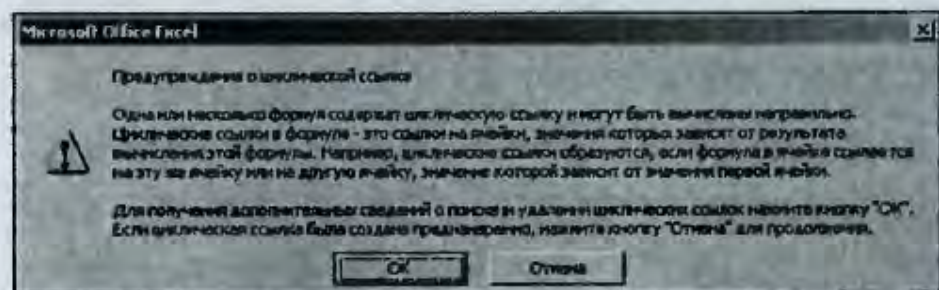 Microsoft Office Excel
Предупреждение о циклической ссылке
Одна или несколько формул содержат циклическую ссылку и могут быть вычислены неправильно.
Циклические ссылки в формуле - это ссылки на ячейки, значения которых зависят от результата
вычисления этой формулы. Например, циклические ссылки образуются, если формула в ячейке ссылается
на эту же ячейку или на другую ячейку, значение которой зависит от значения первой ячейки.
Для получения дополнительных сведений о поиске и удалении циклических ссылок нажмите кнопку "ОК".
Если циклическая ссылка была создана преднамеренно, нажмите кнопку "Отмена" для продолжения.
ОК
Отмена